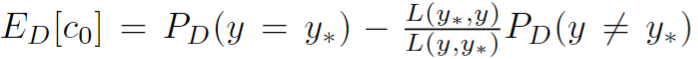 $E_D[c_0] = P_D(y = y_*) - \frac{L(y_*, y)}{L(y, y_*)} P_D(y \neq y_*)$